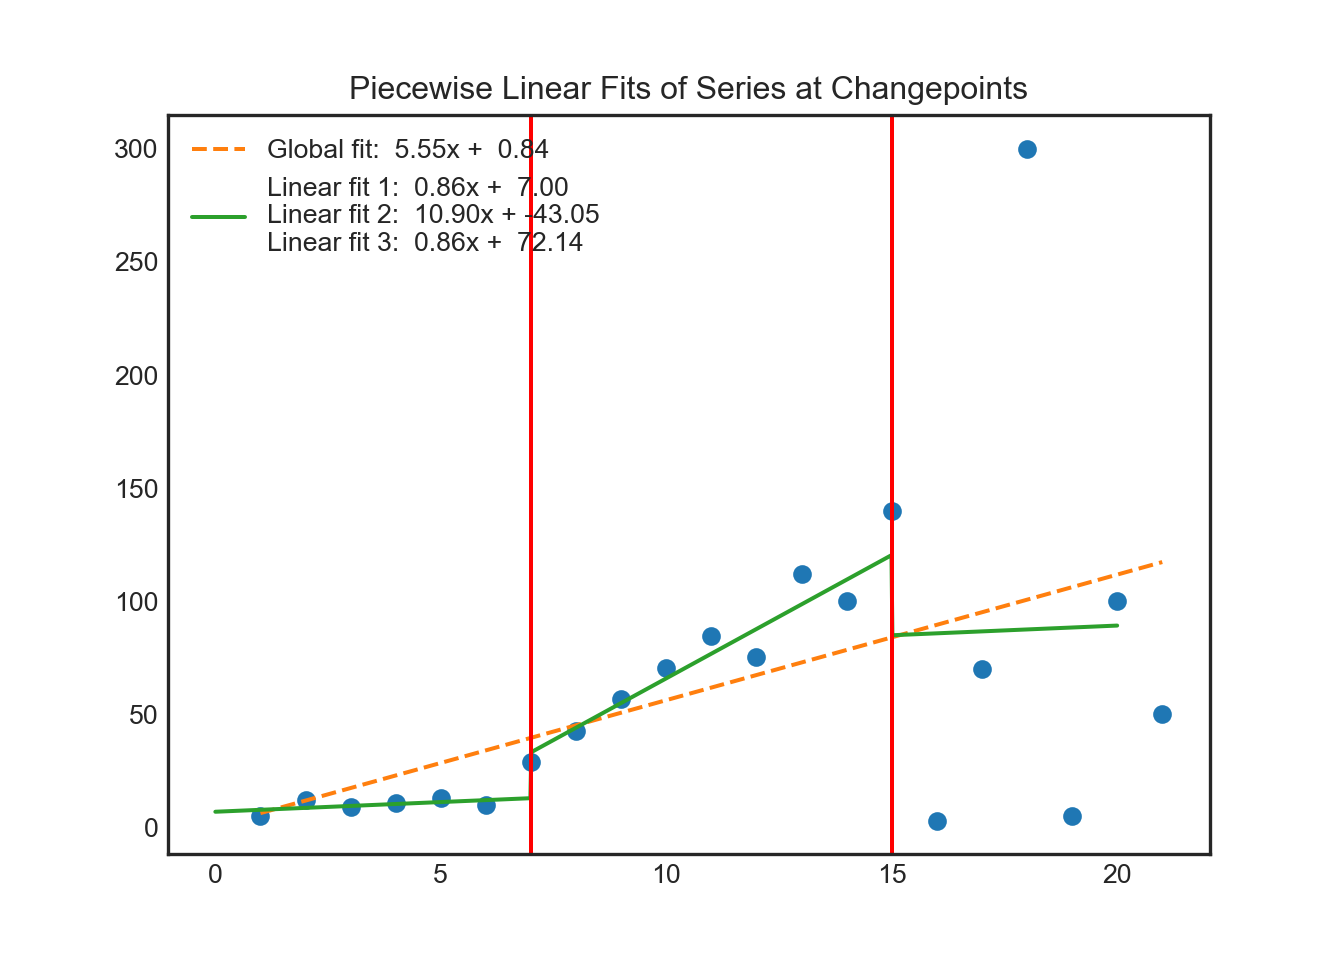 Piecewise Linear Fits of Series at Changepoints
300
250
200
150
100
50
0
Global fit:  5.55x +  0.84
Linear fit 1:  0.86x +  7.00
Linear fit 2:  10.90x + -43.05
Linear fit 3:  0.86x +  72.14
0 5 10 15 20